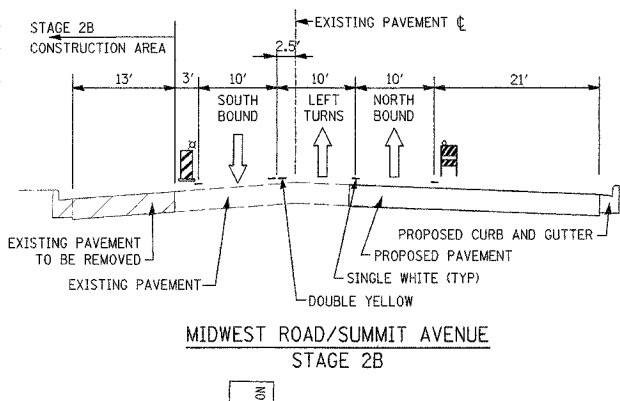 STAGE 2B
CONSTRUCTION AREA
EXISTING PAVEMENT ℄
2.5'
13'
3'
10'
10'
10'
21'
SOUTH
BOUND
LEFT
TURNS
NORTH
BOUND
EXISTING PAVEMENT
TO BE REMOVED
EXISTING PAVEMENT
PROPOSED CURB AND GUTTER
PROPOSED PAVEMENT
SINGLE WHITE (TYP)
DOUBLE YELLOW
MIDWEST ROAD/SUMMIT AVENUE
STAGE 2B